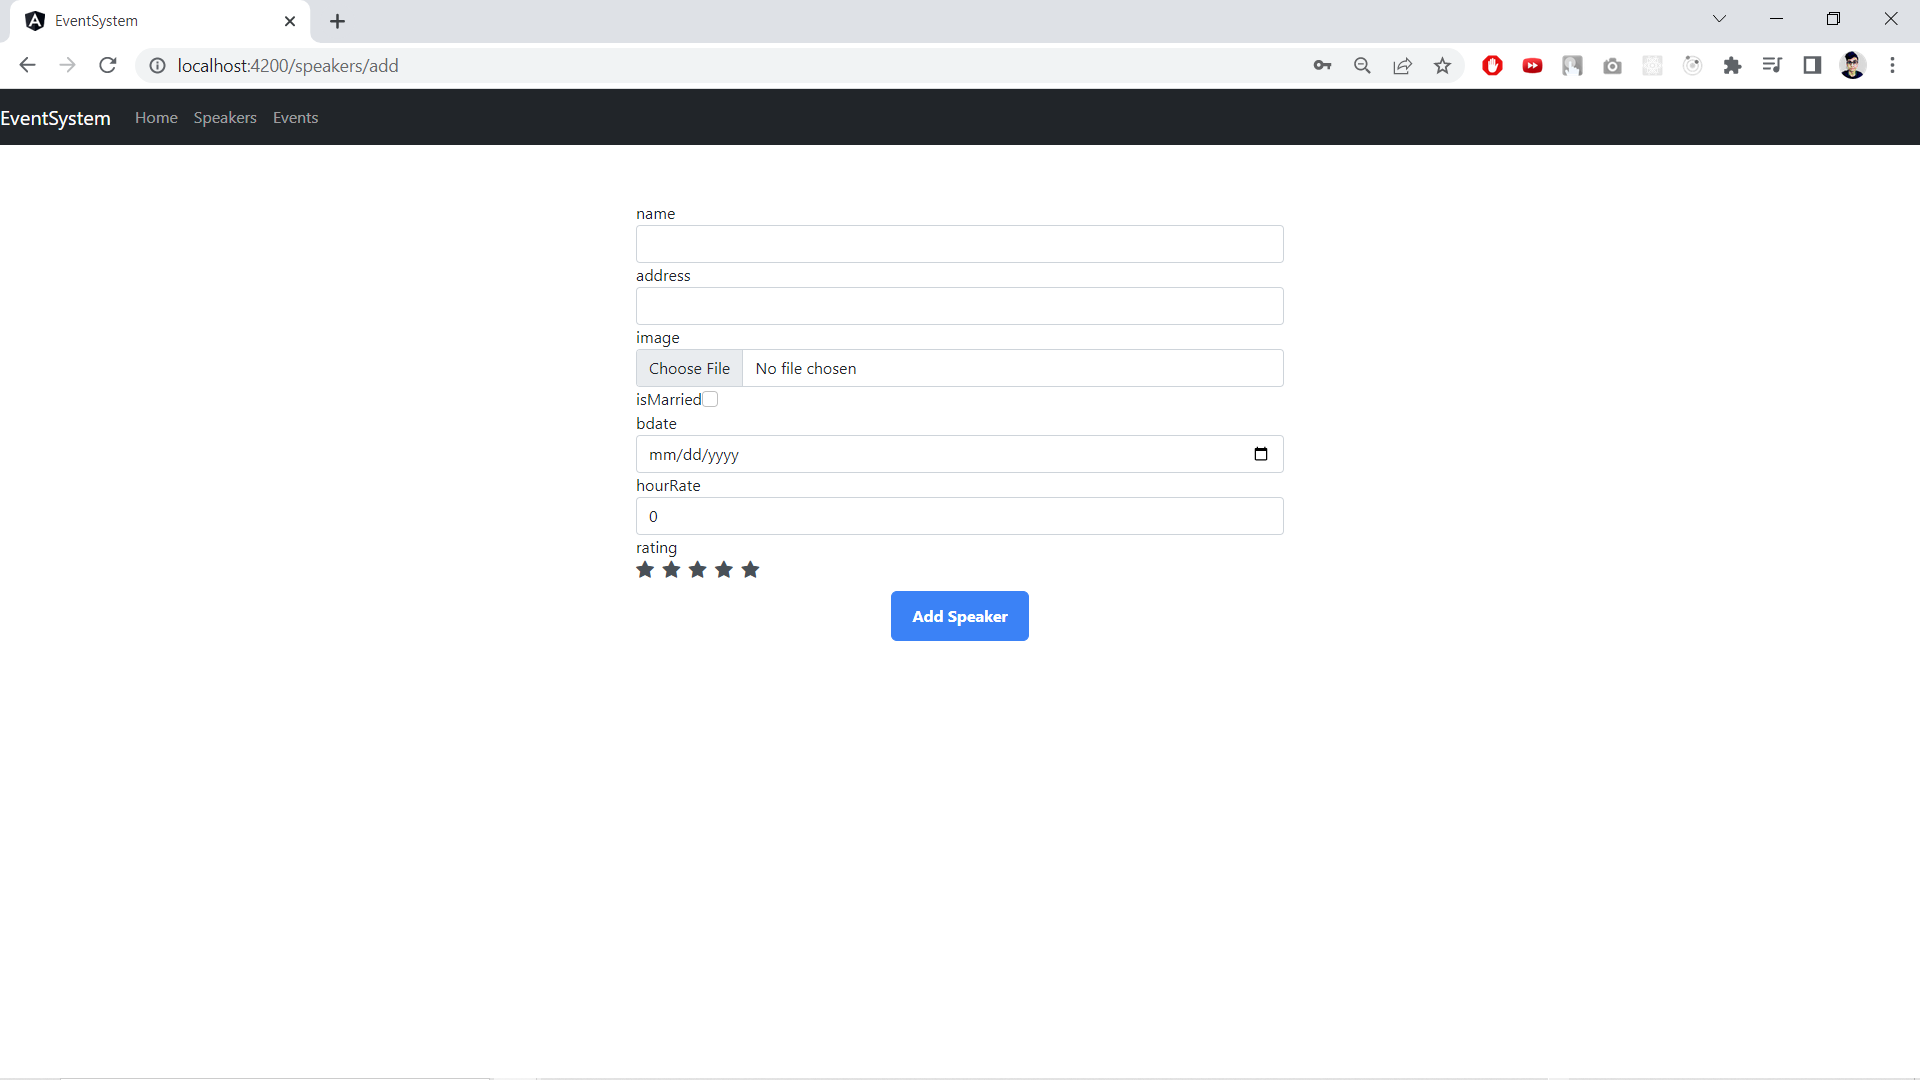 EventSystem
localhost:4200/speakers/add
EventSystem Home Speakers Events
name
address
image
Choose File No file chosen
isMarried
bdate
mm/dd/yyyy
hourRate
0
rating
Add Speaker